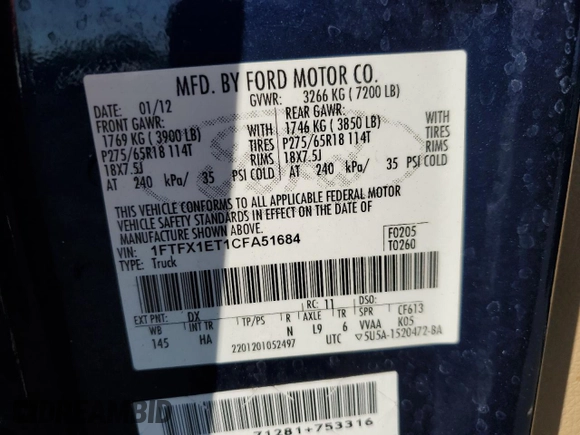 MFD. BY FORD MOTOR CO.
DATE: 01/12 GVWR: 3266 KG ( 7200 LB)
FRONT GAWR: REAR GAWR:
1769 KG ( 3900 LB) WITH 1746 KG ( 3850 LB) WITH
P275/65R18 114T TIRES P275/65R18 114T TIRES
18X7.5J RIMS 18X7.5J RIMS
AT 240 kPa/ 35 PSI COLD AT 240 kPa/ 35 PSI COLD
THIS VEHICLE CONFORMS TO ALL APPLICABLE FEDERAL MOTOR
VEHICLE SAFETY STANDARDS IN EFFECT ON THE DATE OF
MANUFACTURE SHOWN ABOVE.
VIN: 1FTFX1ET1CFA51684 F0205
TYPE: Truck T0260
EXT PNT: DX RC: 11 DSO:
WB INT TR TP/PS R AXLE TR SPR CF613
145 HA N L9 6 VVAA K05
2201201052497 UTC 5U5A-1520472-BA
71281+753316
DREAMBID